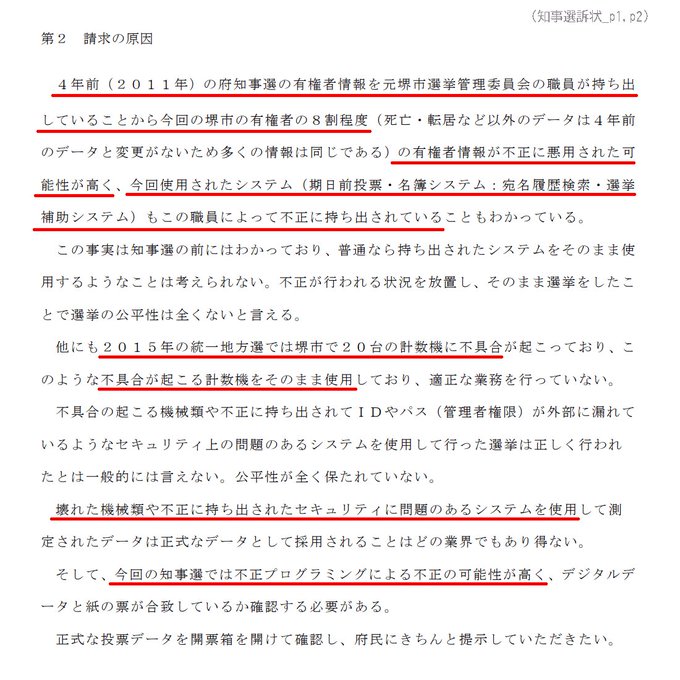 （知事選訴状_p1.p2）
第２　請求の原因
４年前（２０１１年）の府知事選の有権者情報を元堺市選挙管理委員会の職員が持ち出
していることから今回の堺市の有権者の８割程度（死亡・転居など以外のデータは４年前
のデータと変更がないため多くの情報は同じである）の有権者情報が不正に悪用された可
能性が高く、今回使用されたシステム（期日前投票・名簿システム：宛名履歴検索・選挙
補助システム）もこの職員によって不正に持ち出されていることもわかっている。
この事実は知事選の前にはわかっており、普通なら持ち出されたシステムをそのまま使
用するようなことは考えられない。不正が行われる状況を放置し、そのまま選挙をしたこ
とで選挙の公平性は全くないと言える。
他にも２０１５年の統一地方選では堺市で２０台の計数機に不具合が起こっており、こ
のような不具合が起こる計数機をそのまま使用しており、適正な業務を行っていない。
不具合の起こる機械類や不正に持ち出されてＩＤやパス（管理者権限）が外部に漏れて
いるようなセキュリティ上の問題のあるシステムを使用して行った選挙は正しく行われ
たとは一般的には言えない。公平性が全く保たれていない。
壊れた機械類や不正に持ち出されたセキュリティに問題のあるシステムを使用して測
定されたデータは正式なデータとして採用されることはどの業界でもあり得ない。
そして、今回の知事選では不正プログラミングによる不正の可能性が高く、デジタルデ
ータと紙の票が合致しているか確認する必要がある。
正式な投票データを開票箱を開けて確認し、府民にきちんと提示していただきたい。